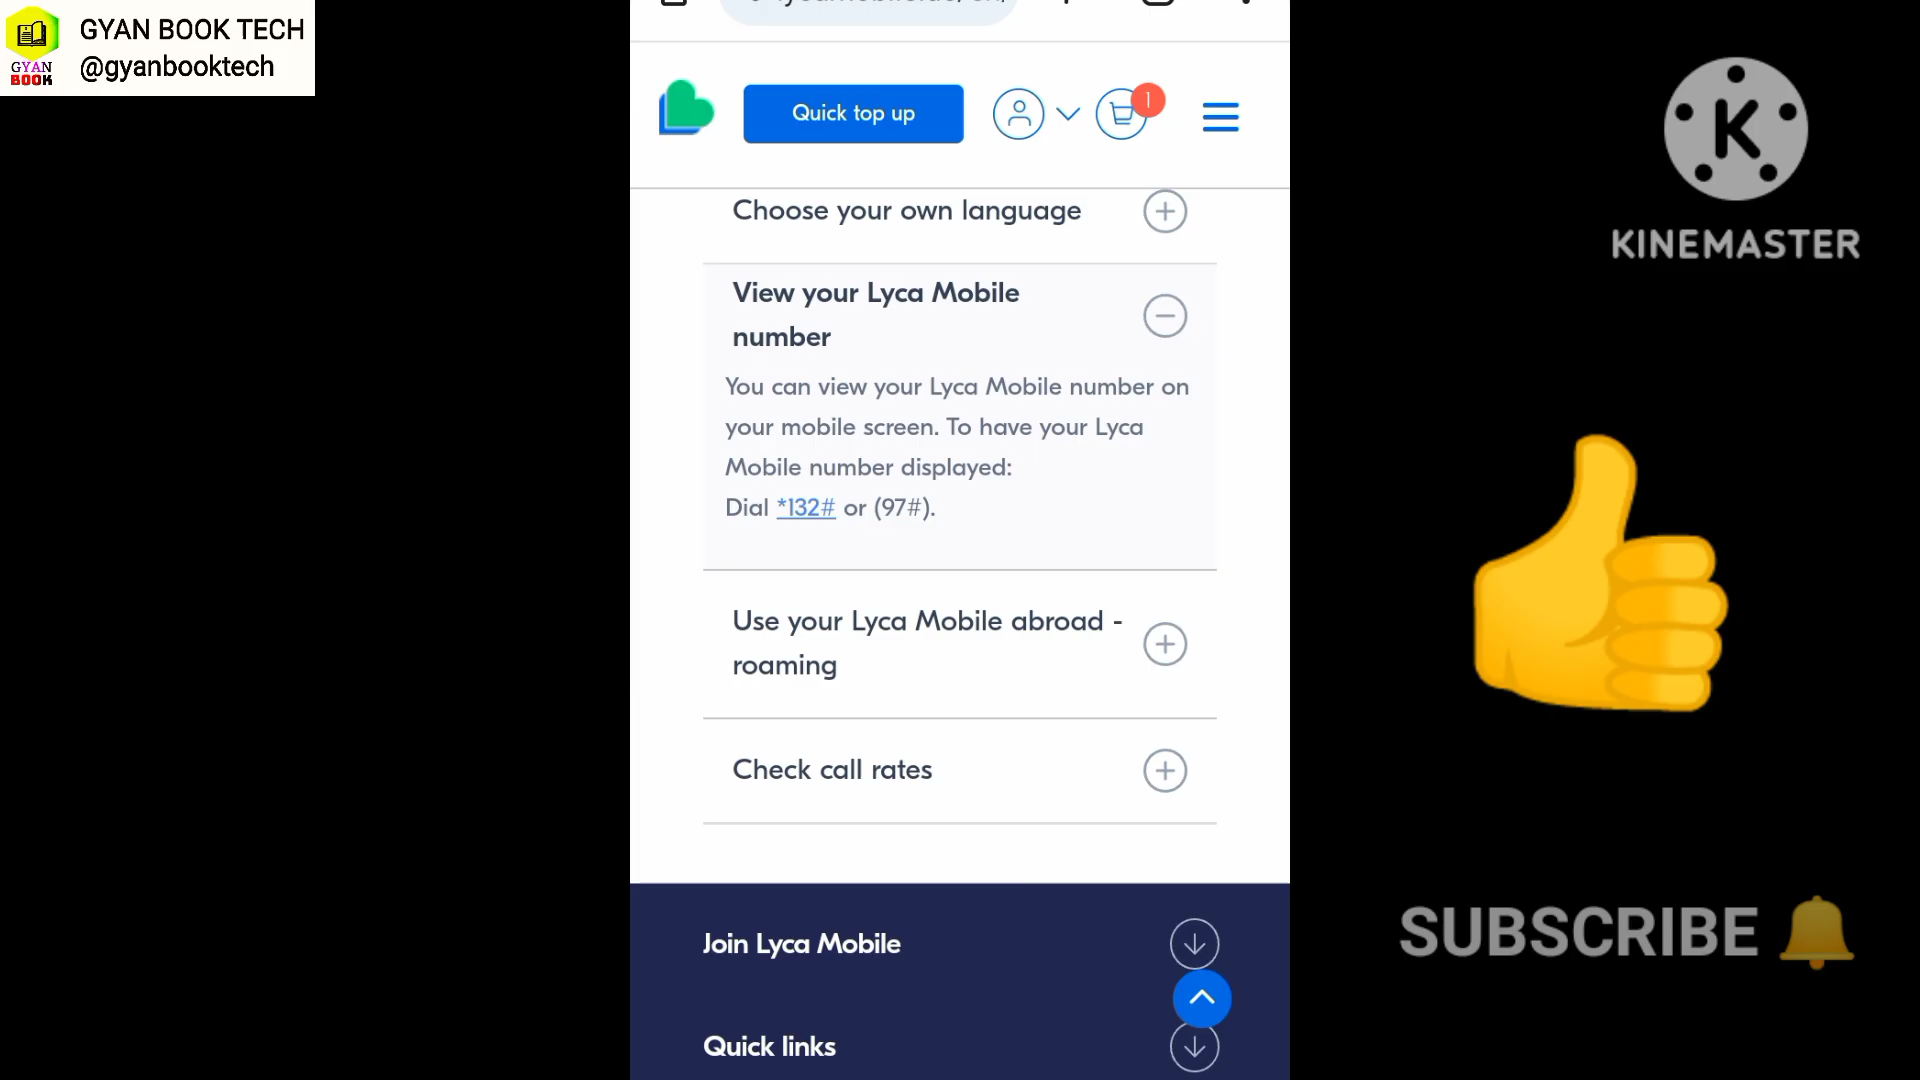 GYAN BOOK TECH
@gyanbooktech
GYAN
BOOK
Quick top up
1
K
KINEMASTER
Choose your own language
View your Lyca Mobile
number
You can view your Lyca Mobile number on
your mobile screen. To have your Lyca
Mobile number displayed:
Dial *132# or (97#).
Use your Lyca Mobile abroad -
roaming
Check call rates
SUBSCRIBE
Join Lyca Mobile
Quick links